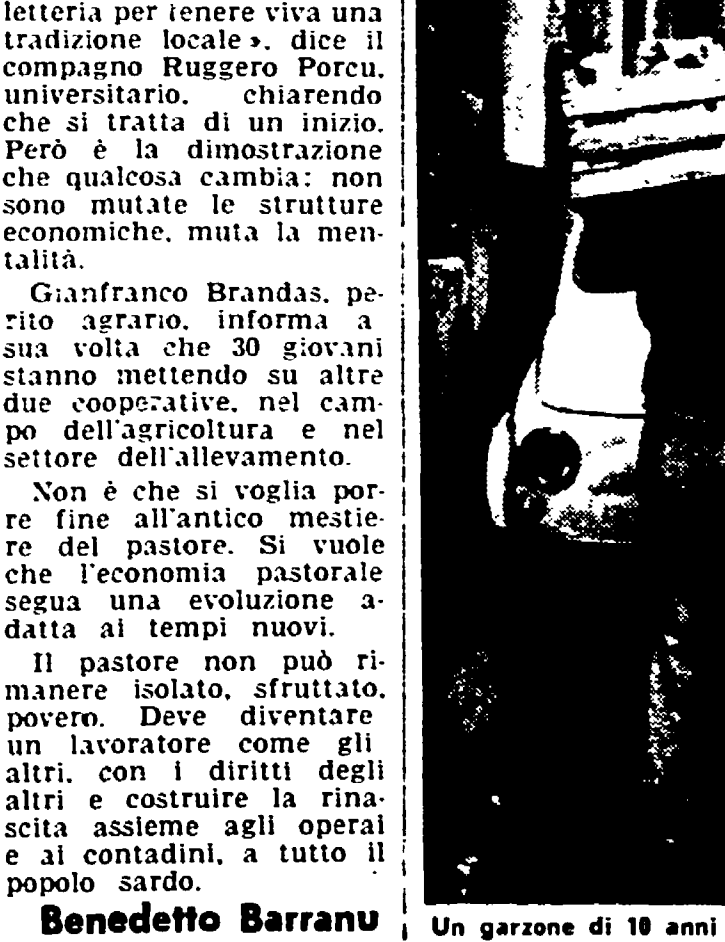 letteria per tenere viva una
tradizione locale», dice il
compagno Ruggero Porcu,
universitario, chiarendo
che si tratta di un inizio.
Però è la dimostrazione
che qualcosa cambia: non
sono mutate le strutture
economiche, muta la men-
talità.
Gianfranco Brandas, pe-
rito agrario, informa a
sua volta che 30 giovani
stanno mettendo su altre
due cooperative, nel cam-
po dell'agricoltura e nel
settore dell'allevamento.
Non è che si voglia por-
re fine all'antico mestie-
re del pastore. Si vuole
che l'economia pastorale
segua una evoluzione a-
datta ai tempi nuovi.
Il pastore non può ri-
manere isolato, sfruttato,
povero. Deve diventare
un lavoratore come gli
altri, con i diritti degli
altri e costruire la rina-
scita assieme agli operai
e ai contadini, a tutto il
popolo sardo.
Benedetto Barranu
Un garzone di 10 anni